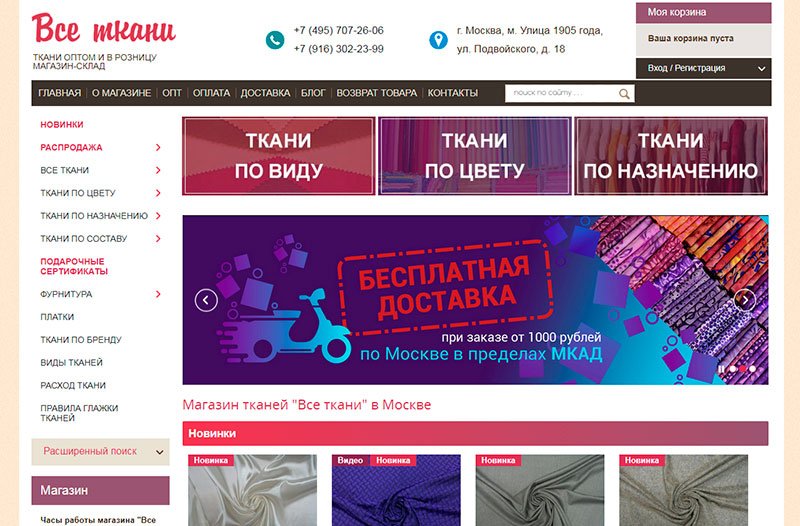 Все ткани
ТКАНИ ОПТОМ И В РОЗНИЦУ
МАГАЗИН-СКЛАД
+7 (495) 707-26-06
+7 (916) 302-23-99
г. Москва, м. Улица 1905 года,
ул. Подвойского, д. 18
Моя корзина
Ваша корзина пуста
Вход / Регистрация
ГЛАВНАЯ | О МАГАЗИНЕ | ОПТ | ОПЛАТА | ДОСТАВКА | БЛОГ | ВОЗВРАТ ТОВАРА | КОНТАКТЫ
поиск по сайту . . .
НОВИНКИ
РАСПРОДАЖА
ВСЕ ТКАНИ
ТКАНИ ПО ЦВЕТУ
ТКАНИ ПО НАЗНАЧЕНИЮ
ТКАНИ ПО СОСТАВУ
ПОДАРОЧНЫЕ
СЕРТИФИКАТЫ
ФУРНИТУРА
ПЛАТКИ
ТКАНИ ПО БРЕНДУ
ВИДЫ ТКАНЕЙ
РАСХОД ТКАНИ
ПРАВИЛА ГЛАЖКИ
ТКАНЕЙ
Расширенный поиск
Магазин
Часы работы магазина "Все
ТКАНИ
ПО ВИДУ
ТКАНИ
ПО ЦВЕТУ
ТКАНИ
ПО НАЗНАЧЕНИЮ
БЕСПЛАТНАЯ
ДОСТАВКА
при заказе от 1000 рублей
по Москве в пределах МКАД
Магазин тканей "Все ткани" в Москве
Новинки
Новинка
Видео Новинка
Новинка
Новинка